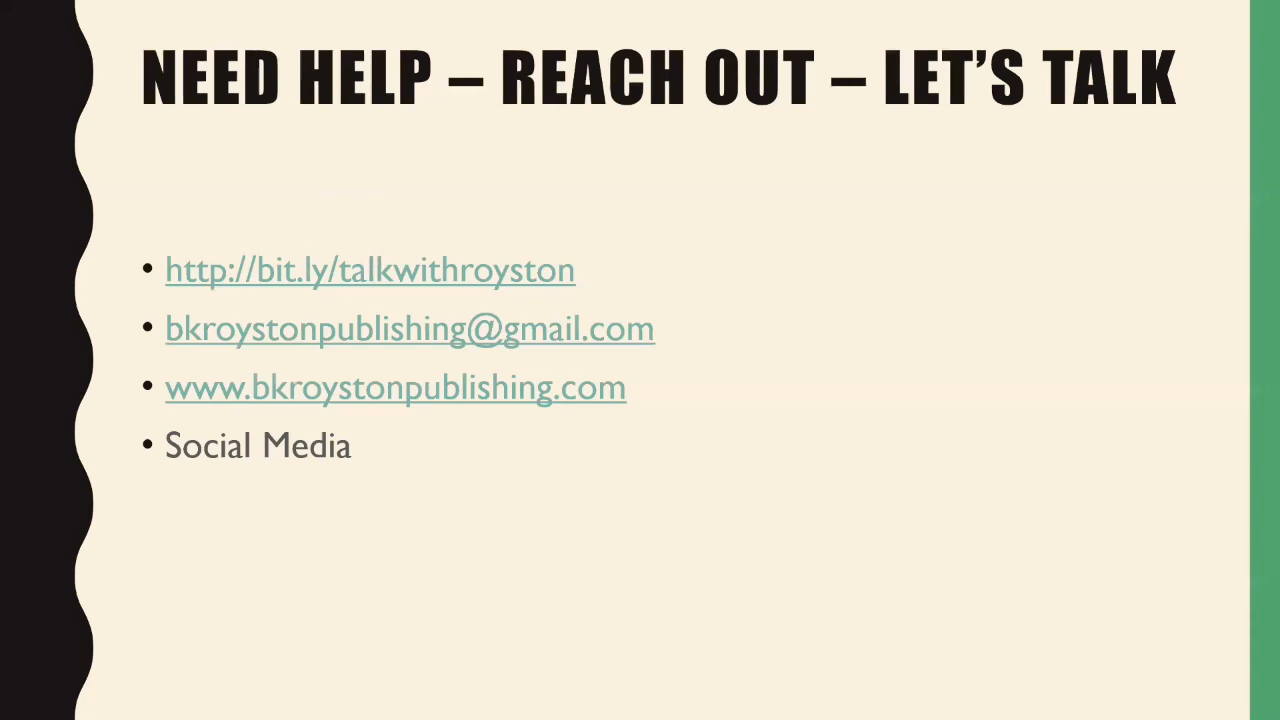 NEED HELP – REACH OUT – LET’S TALK
• http://bit.ly/talkwithroyston
• bkroystonpublishing@gmail.com
• www.bkroystonpublishing.com
• Social Media